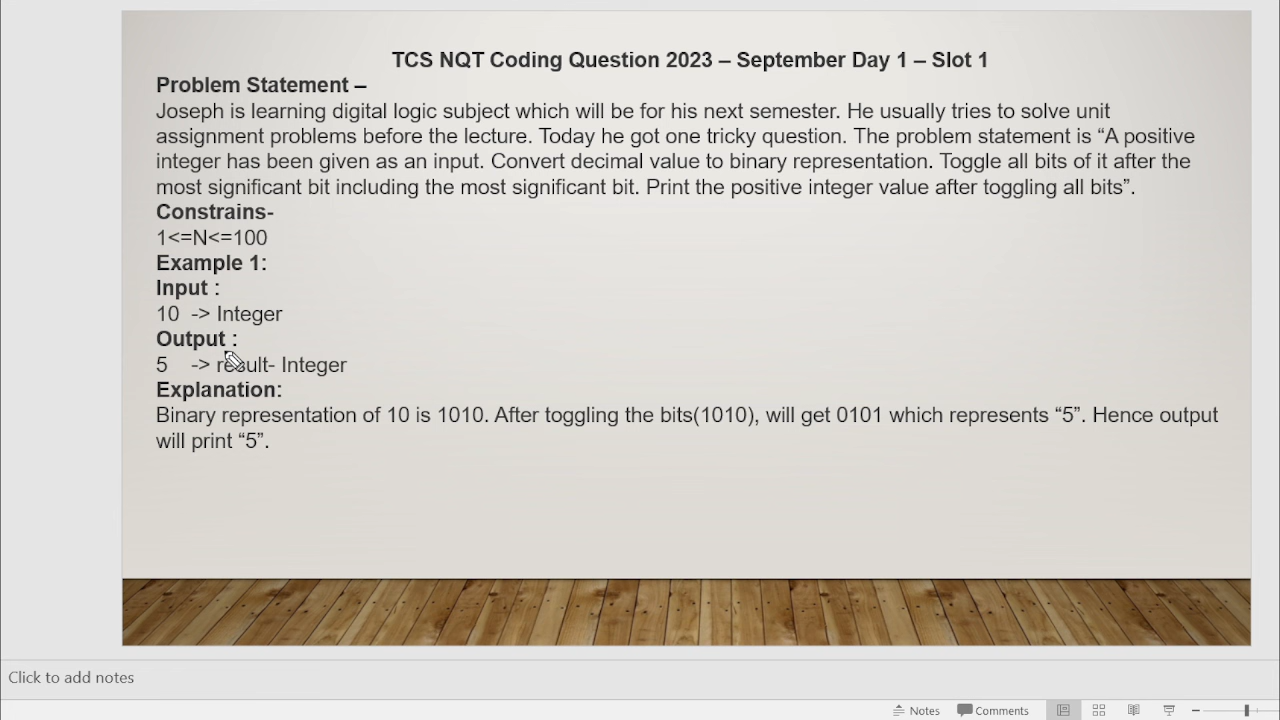 TCS NQT Coding Question 2023 – September Day 1 – Slot 1
Problem Statement –
Joseph is learning digital logic subject which will be for his next semester. He usually tries to solve unit
assignment problems before the lecture. Today he got one tricky question. The problem statement is “A positive
integer has been given as an input. Convert decimal value to binary representation. Toggle all bits of it after the
most significant bit including the most significant bit. Print the positive integer value after toggling all bits”.
Constrains-
1<=N<=100
Example 1:
Input :
10 -> Integer
Output :
5 -> result- Integer
Explanation:
Binary representation of 10 is 1010. After toggling the bits(1010), will get 0101 which represents “5”. Hence output
will print “5”.
Click to add notes
Notes
Comments